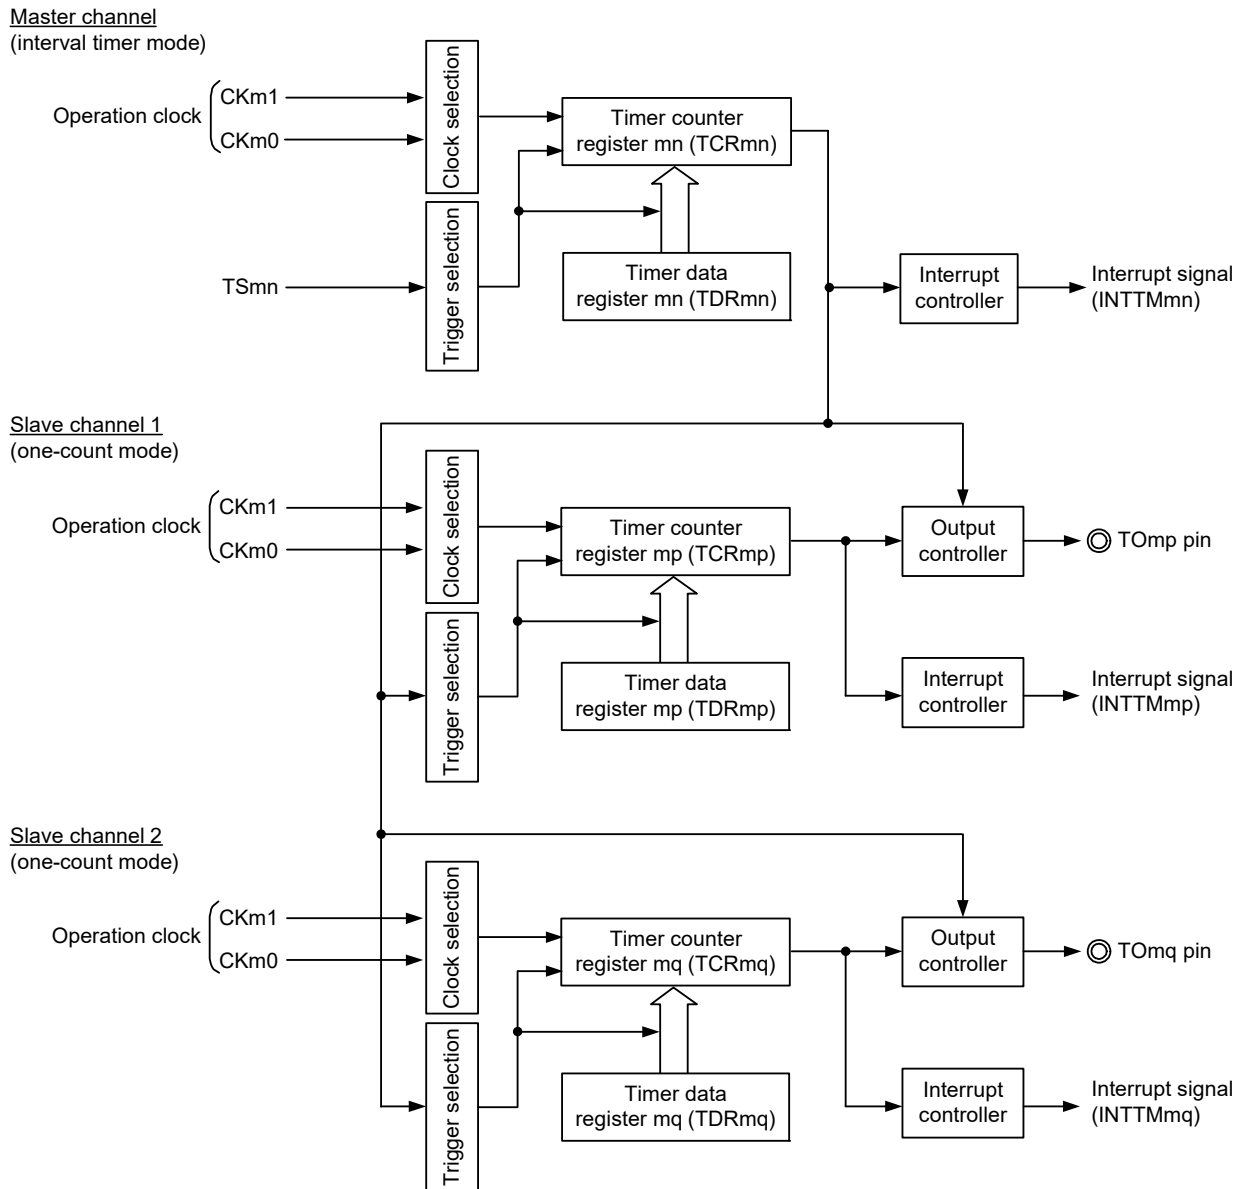 Master channel
(interval timer mode)
Operation clock
CKm1
CKm0
Clock selection
Timer counter
register mn (TCRmn)
TSmn
Trigger selection
Timer data
register mn (TDRmn)
Interrupt
controller
Interrupt signal
(INTTMmn)
Slave channel 1
(one-count mode)
Operation clock
CKm1
CKm0
Clock selection
Timer counter
register mp (TCRmp)
Output
controller
TOmp pin
Trigger selection
Timer data
register mp (TDRmp)
Interrupt
controller
Interrupt signal
(INTTMmp)
Slave channel 2
(one-count mode)
Operation clock
CKm1
CKm0
Clock selection
Timer counter
register mq (TCRmq)
Output
controller
TOmq pin
Trigger selection
Timer data
register mq (TDRmq)
Interrupt
controller
Interrupt signal
(INTTMmq)